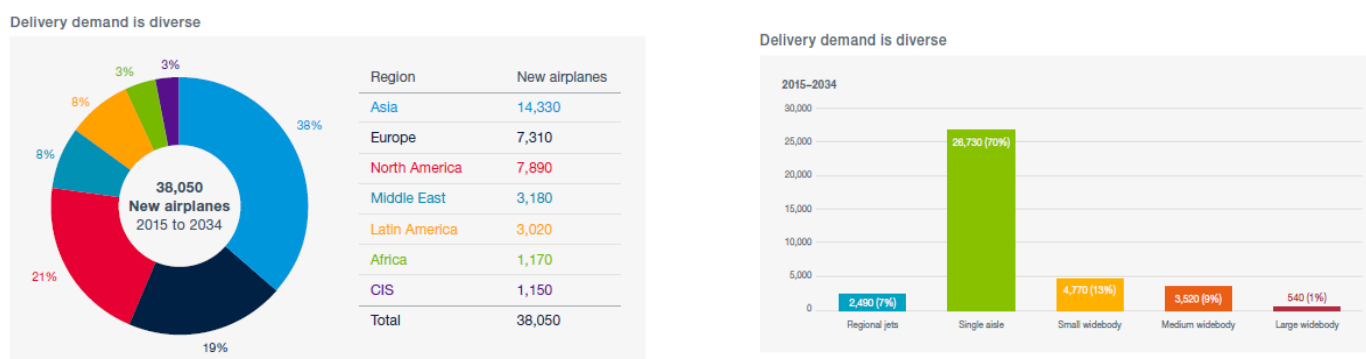 Delivery demand is diverse
3%
3%
8%
38%
8%
38,050
New airplanes
2015 to 2034
21%
19%
Region New airplanes
Asia 14,330
Europe 7,310
North America 7,890
Middle East 3,180
Latin America 3,020
Africa 1,170
CIS 1,150
Total 38,050
Delivery demand is diverse
2015–2034
30,000
25,000
20,000
15,000
10,000
5,000
0
2,490 (7%)
26,730 (70%)
4,770 (13%)
3,520 (9%)
540 (1%)
Regional jets Single aisle Small widebody Medium widebody Large widebody